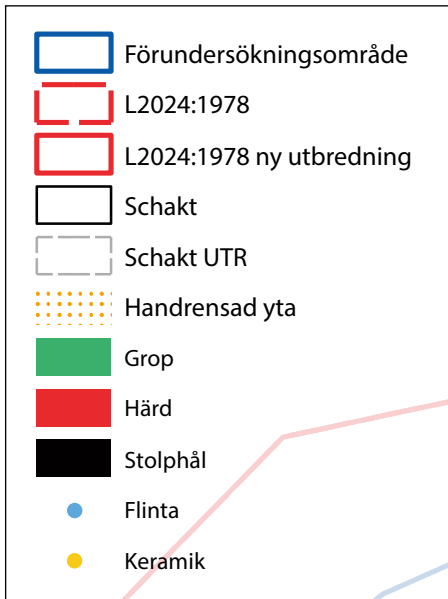 Förundersökningsområde
L2024:1978
L2024:1978 ny utbredning
Schakt
Schakt UTR
Handrensad yta
Grop
Härd
Stolphål
Flinta
Keramik